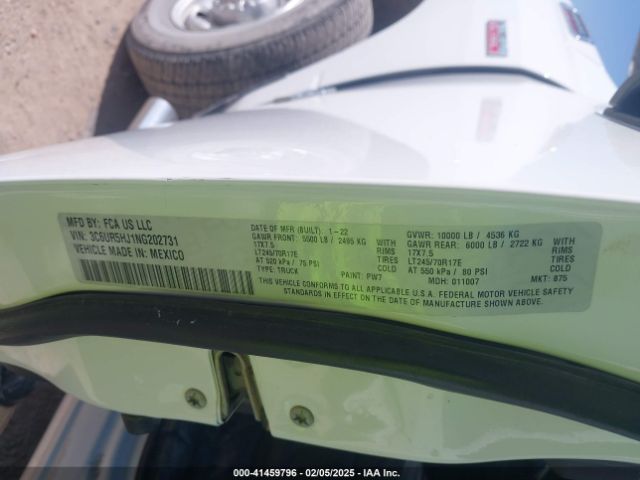 MFD BY: FCA US LLC
VIN: 3C6UR5HJ1NG202731
VEHICLE MADE IN: MEXICO
DATE OF MFR (BUILT): 1-22
GAWR FRONT: 5500 LB / 2495 KG
17X7.5 WITH RIMS
LT245/70R17E TIRES
AT 520 kPa / 75 PSI COLD
TYPE: TRUCK
PAINT: PW7
GVWR: 10000 LB / 4536 KG
GAWR REAR: 6000 LB / 2722 KG
17X7.5 WITH RIMS
LT245/70R17E TIRES
AT 550 kPa / 80 PSI COLD
MDH: 011007
MKT: 875
THIS VEHICLE CONFORMS TO ALL APPLICABLE U.S.A. FEDERAL MOTOR VEHICLE SAFETY
STANDARDS IN EFFECT ON THE DATE OF MANUFACTURE SHOWN ABOVE.
000-41459796 - 02/05/2025 - IAA Inc.